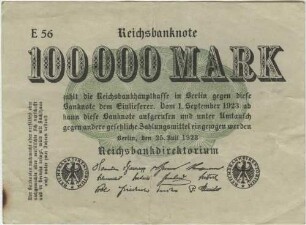 E 56
Reichsbanknote
100000 MARK
zahlt die Reichsbankhauptkasse in Berlin gegen diese
Banknote dem Einlieferer. Vom 1. September 1923 ab
kann diese Banknote aufgerufen und unter Umtausch
gegen andere gesetzliche Zahlungsmittel eingezogen werden
Berlin, den 25. Juli 1923
Reichsbankdirektorium